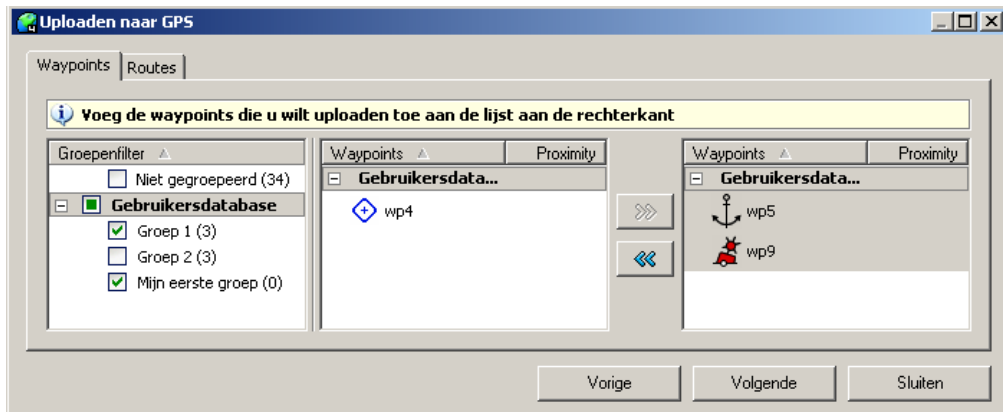 Uploaden naar GPS
Waypoints Routes
Voeg de waypoints die u wilt uploaden toe aan de lijst aan de rechterkant
Groepenfilter
Niet gegroepeerd (34)
Gebruikersdatabase
Groep 1 (3)
Groep 2 (3)
Mijn eerste groep (0)
Waypoints Proximity
Gebruikersdata...
wp4
Waypoints Proximity
Gebruikersdata...
wp5
wp9
Vorige Volgende Sluiten